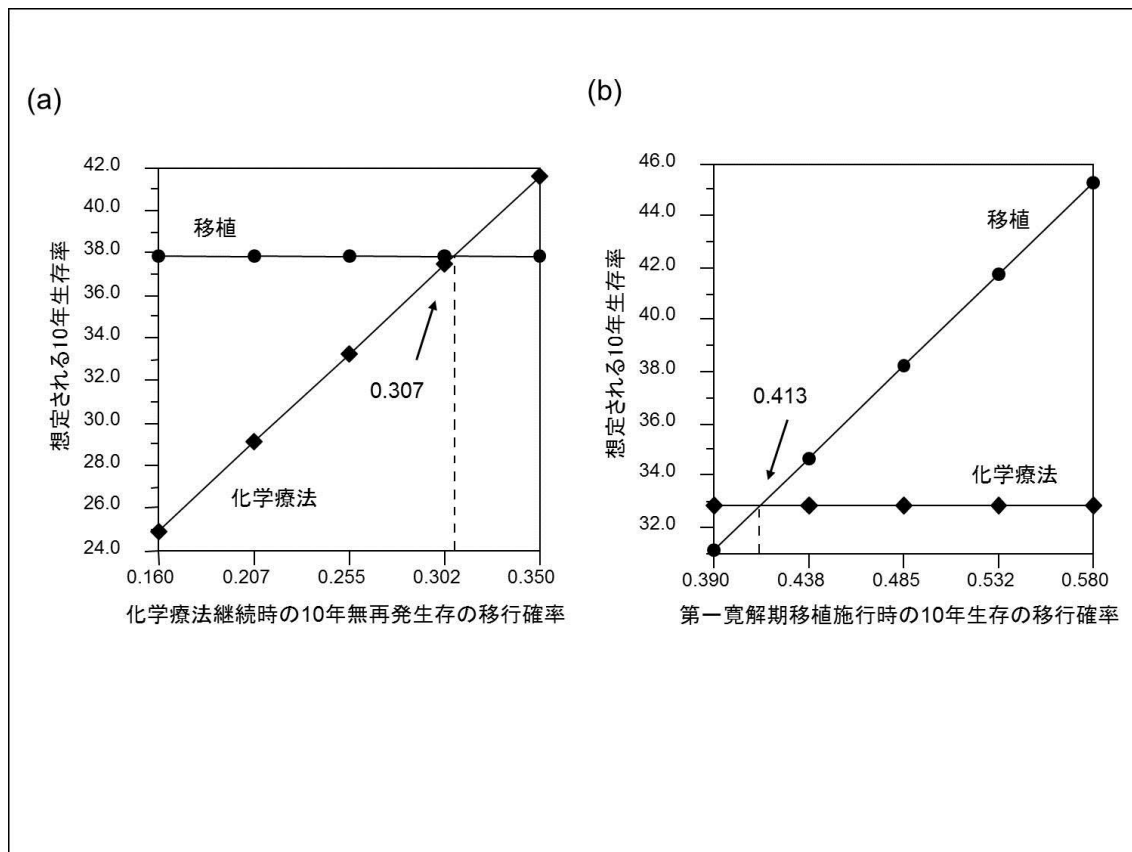 (a)
42.0
40.0
38.0
36.0
34.0
32.0
30.0
28.0
26.0
24.0
想定される10年生存率
移植
0.307
化学療法
0.160 0.207 0.255 0.302 0.350
化学療法継続時の10年無再発生存の移行確率
(b)
46.0
44.0
42.0
40.0
38.0
36.0
34.0
32.0
想定される10年生存率
移植
0.413
化学療法
0.390 0.438 0.485 0.532 0.580
第一寛解期移植施行時の10年生存の移行確率